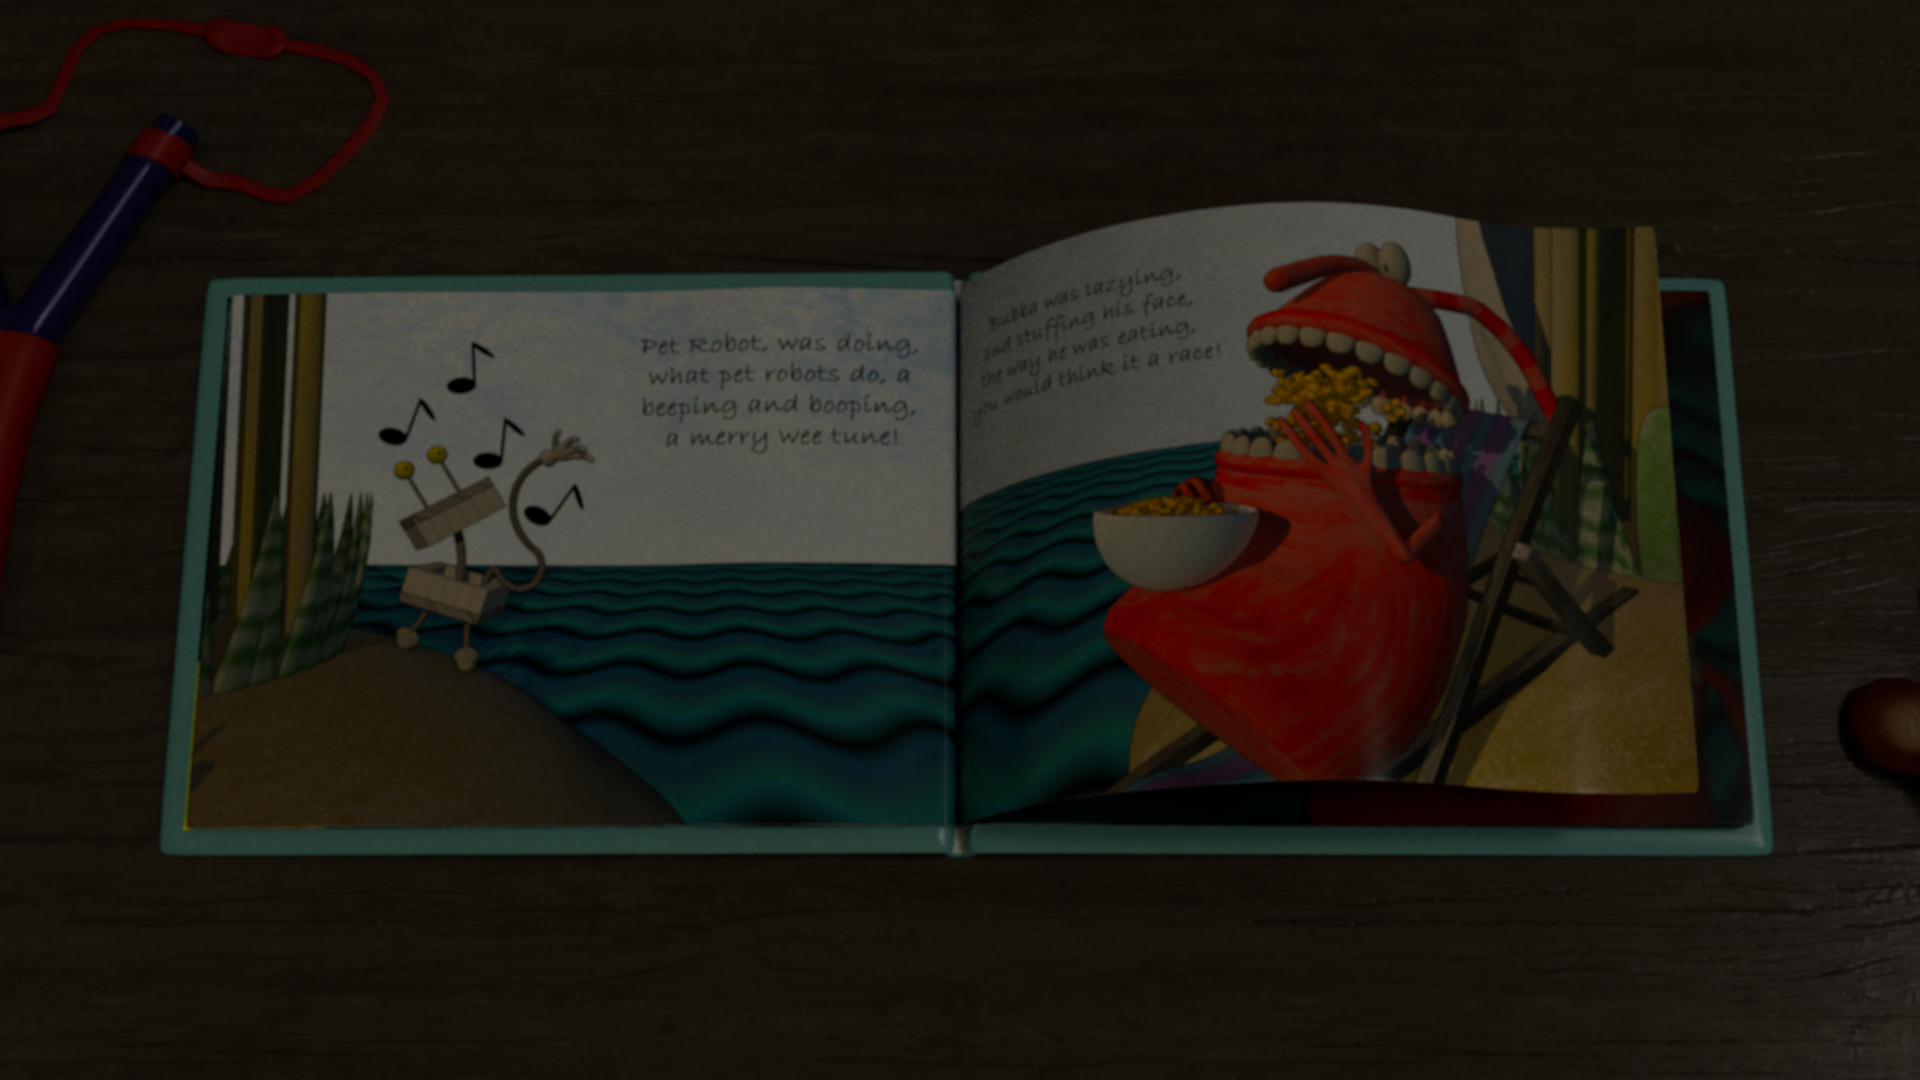 Pet Robot, was doing,
what pet robots do, a
beeping and booping,
a merry wee tune!
Bubba was lazying,
and stuffing his face,
the way he was eating,
you would think it a race!